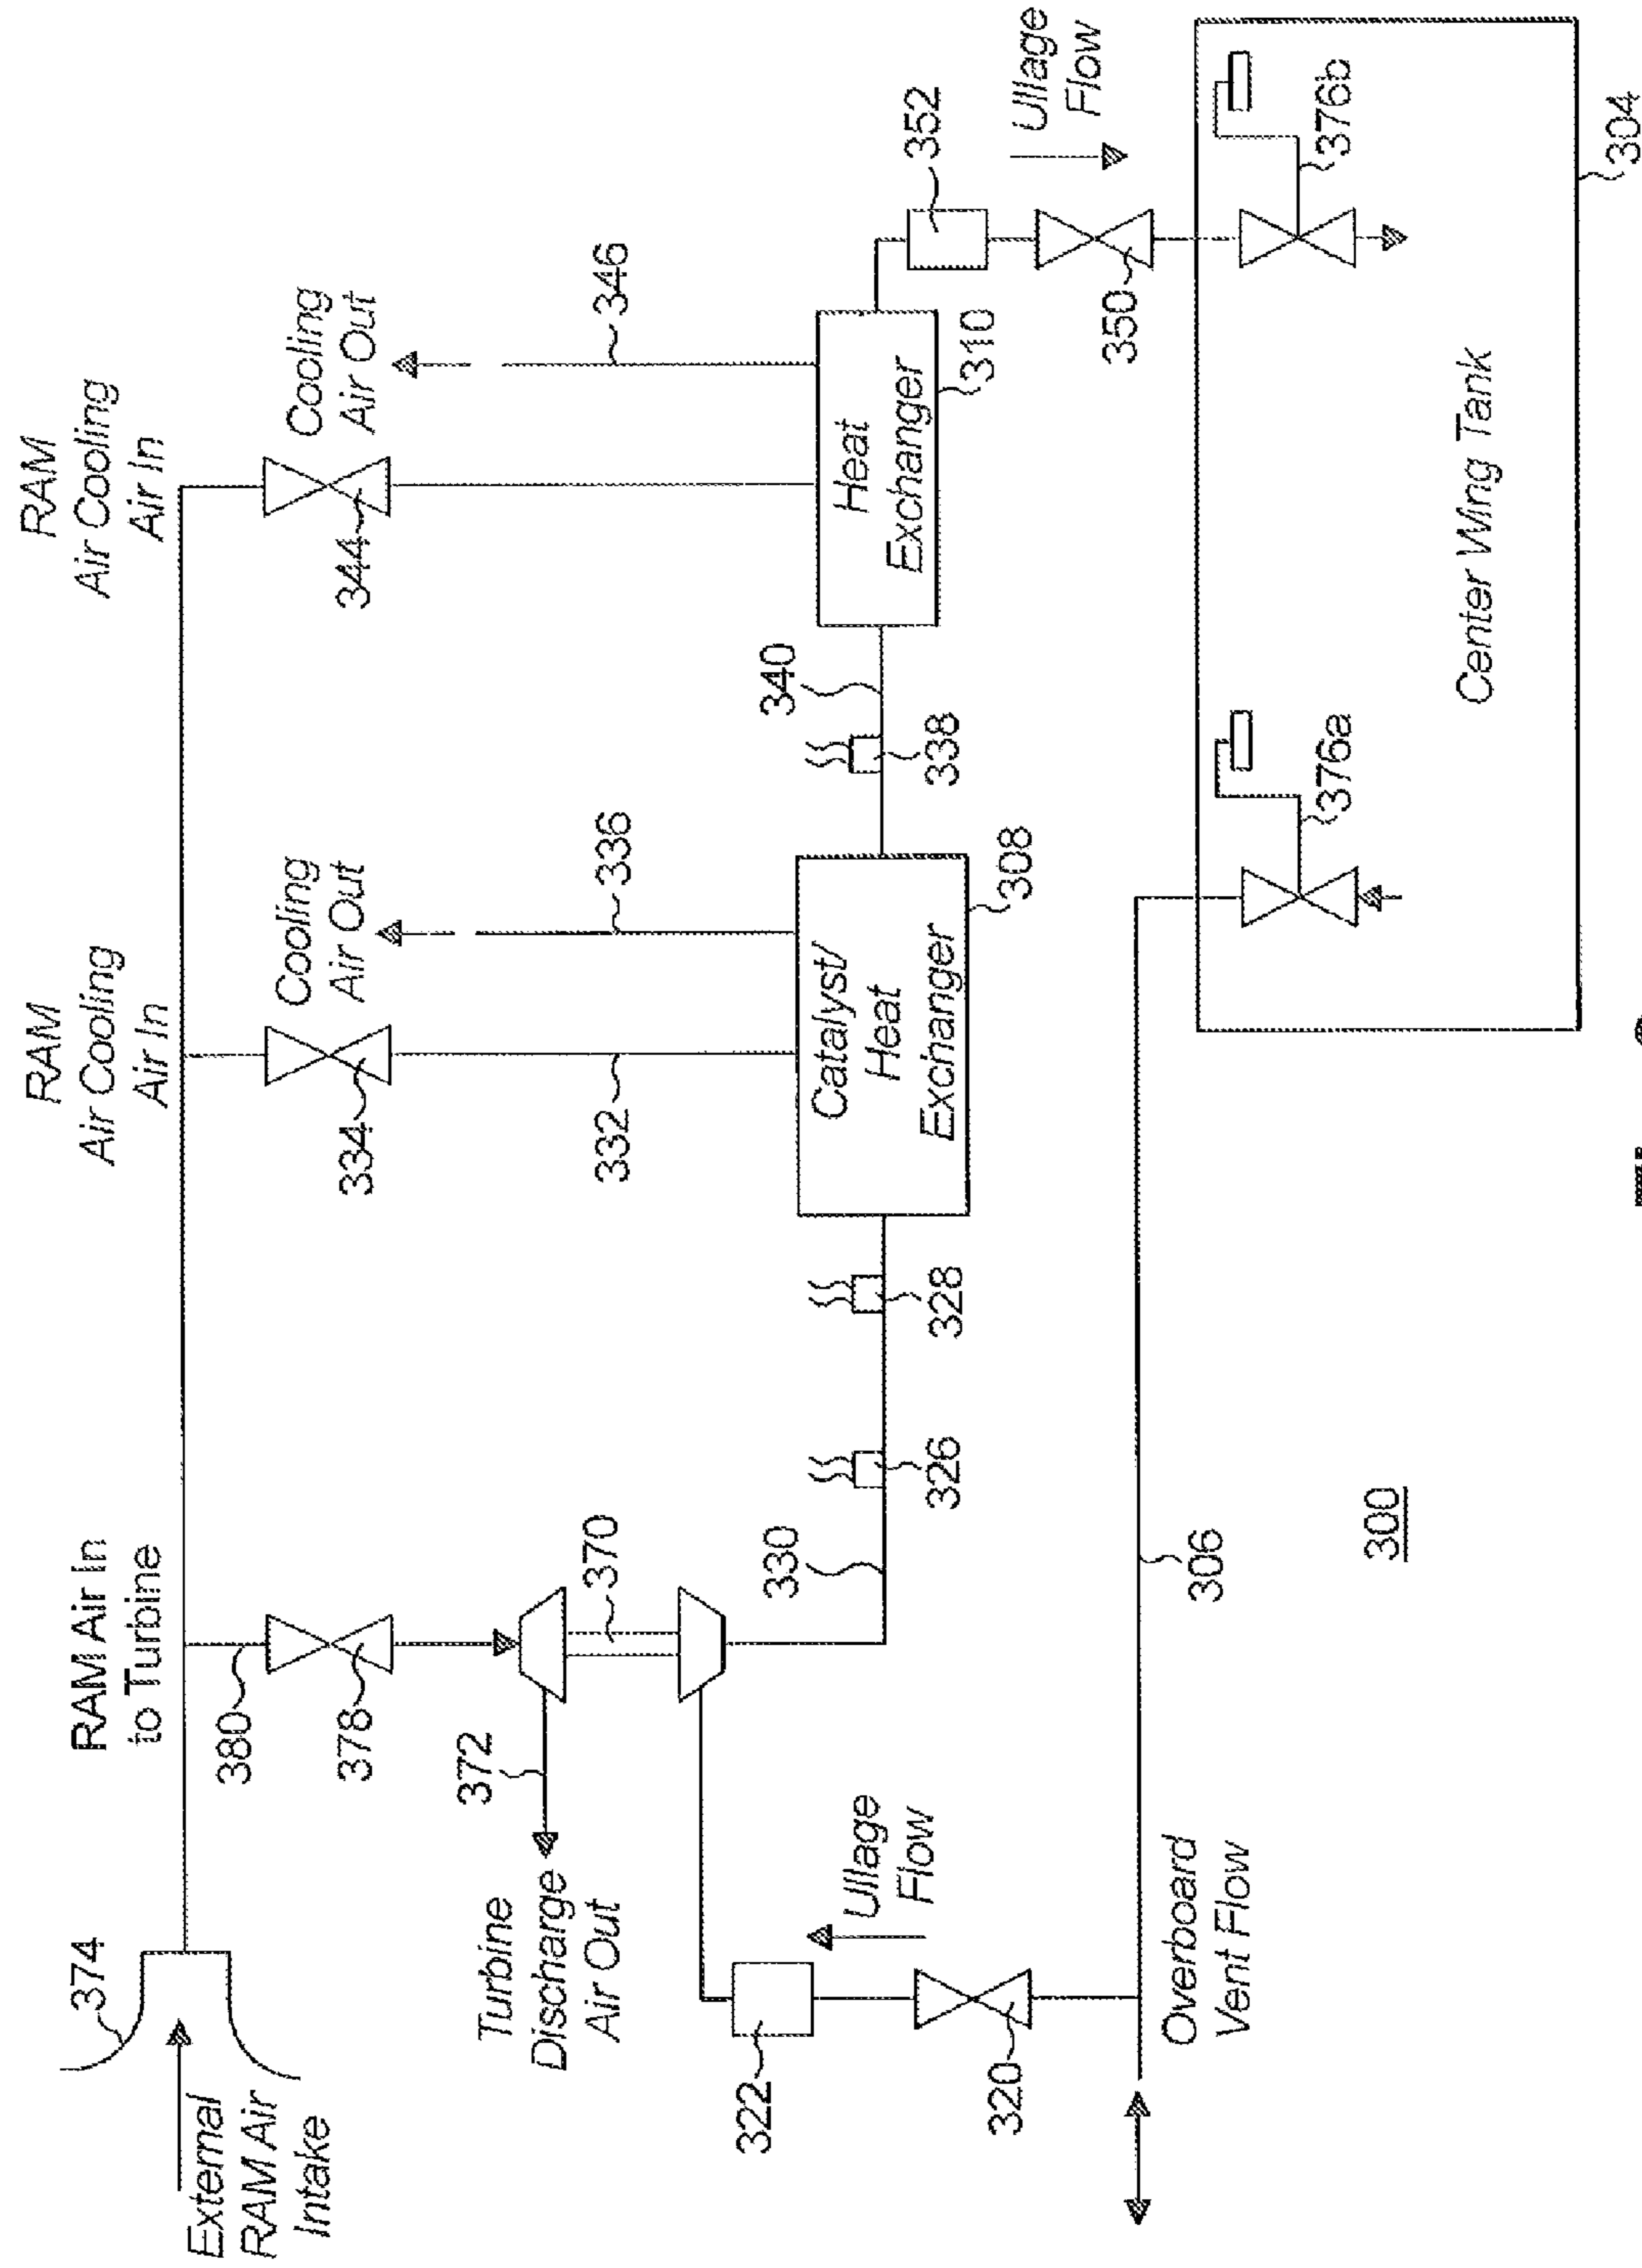 374
External
RAM Air
Intake
RAM Air In
to Turbine
380
378
RAM
Air Cooling
Air In
334
Cooling
Air Out
332
336
RAM
Air Cooling
Air In
344
Cooling
Air Out
346
372
370
Turbine
Discharge
Air Out
Ullage
Flow
322
320
330
326
328
Catalyst/
Heat
Exchanger
308
338
340
Heat
Exchanger
310
352
350
Ullage
Flow
Overboard
Vent Flow
306
376a
376b
Center Wing Tank
304
300